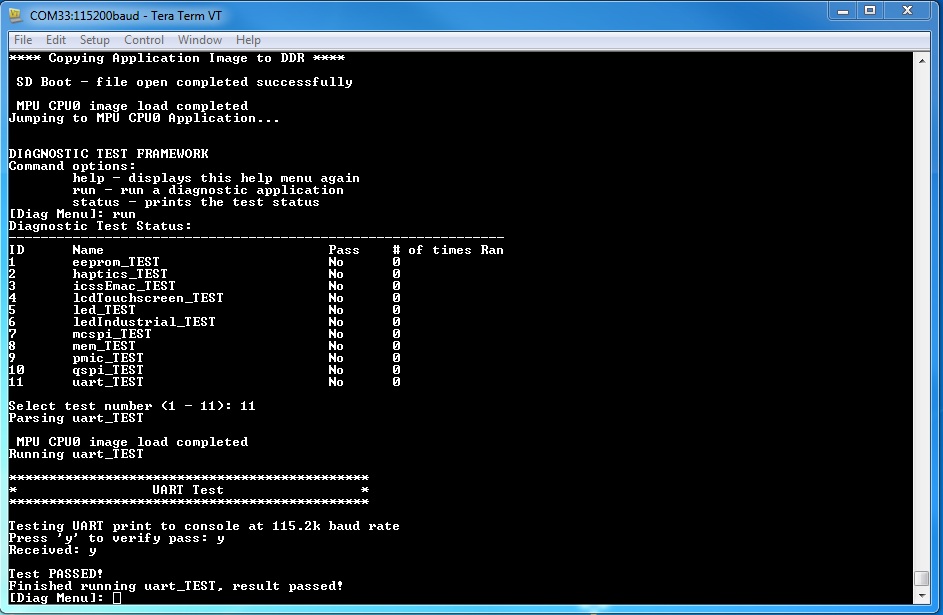 COM33:115200baud - Tera Term VT
File Edit Setup Control Window Help
**** Copying Application Image to DDR ****
SD Boot - file open completed successfully
MPU CPU0 image load completed
Jumping to MPU CPU0 Application...
DIAGNOSTIC TEST FRAMEWORK
Command options:
help - displays this help menu again
run - run a diagnostic application
status - prints the test status
[Diag Menu]: run
Diagnostic Test Status:
--------------------------------------------------------------
ID Name Pass # of times Ran
1 eeprom_TEST No 0
2 haptics_TEST No 0
3 icssEmac_TEST No 0
4 lcdTouchscreen_TEST No 0
5 led_TEST No 0
6 ledIndustrial_TEST No 0
7 mcspi_TEST No 0
8 mem_TEST No 0
9 pmic_TEST No 0
10 qspi_TEST No 0
11 uart_TEST No 0
Select test number (1 - 11): 11
Parsing uart_TEST
MPU CPU0 image load completed
Running uart_TEST
*********************************************
* UART Test *
*********************************************
Testing UART print to console at 115.2k baud rate
Press 'y' to verify pass: y
Received: y
Test PASSED!
Finished running uart_TEST, result passed!
[Diag Menu]: